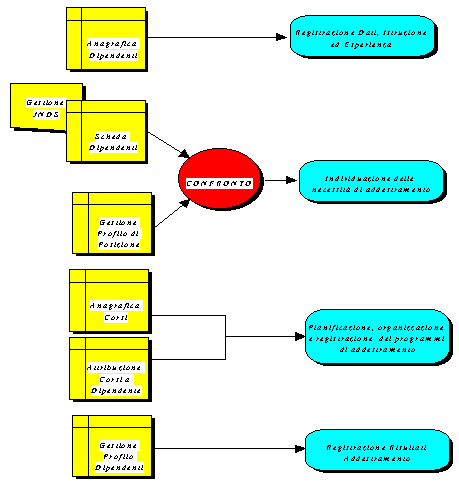 Anagrafica
Dipendenti
Registrazione Dati, Istruzione
ed Esperienza
Gestione
JNDS
Scheda
Dipendenti
CONFRONTO
Individuazione delle
necessità di addestramento
Gestione
Profilo di
Posizione
Anagrafica
Corsi
Pianificazione, organizzazione
e registrazione dei programmi
di addestramento
Attribuzione
Corsi a
Dipendente
Gestione
Profilo
Dipendenti
Registrazione Risultati
Addestramento